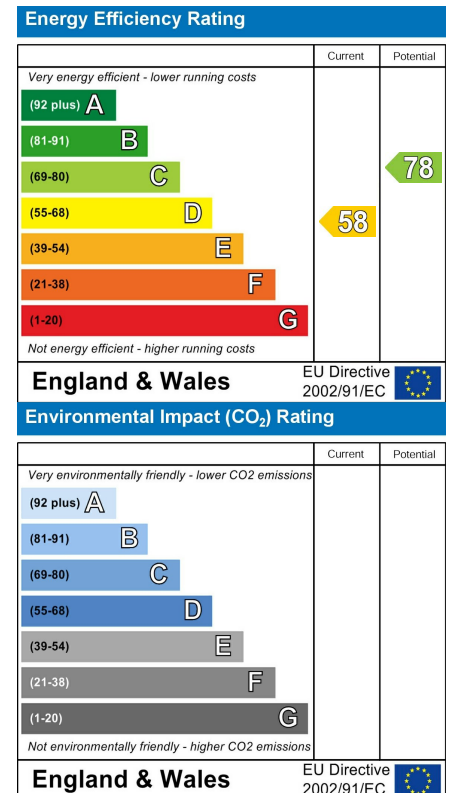 Energy Efficiency Rating
Current Potential
Very energy efficient - lower running costs
(92 plus) A
(81-91) B
(69-80) C
(55-68) D
(39-54) E
(21-38) F
(1-20) G
58
78
Not energy efficient - higher running costs
England & Wales
EU Directive
2002/91/EC
Environmental Impact (CO₂) Rating
Current Potential
Very environmentally friendly - lower CO2 emissions
(92 plus) A
(81-91) B
(69-80) C
(55-68) D
(39-54) E
(21-38) F
(1-20) G
Not environmentally friendly - higher CO2 emissions
England & Wales
EU Directive
2002/91/EC